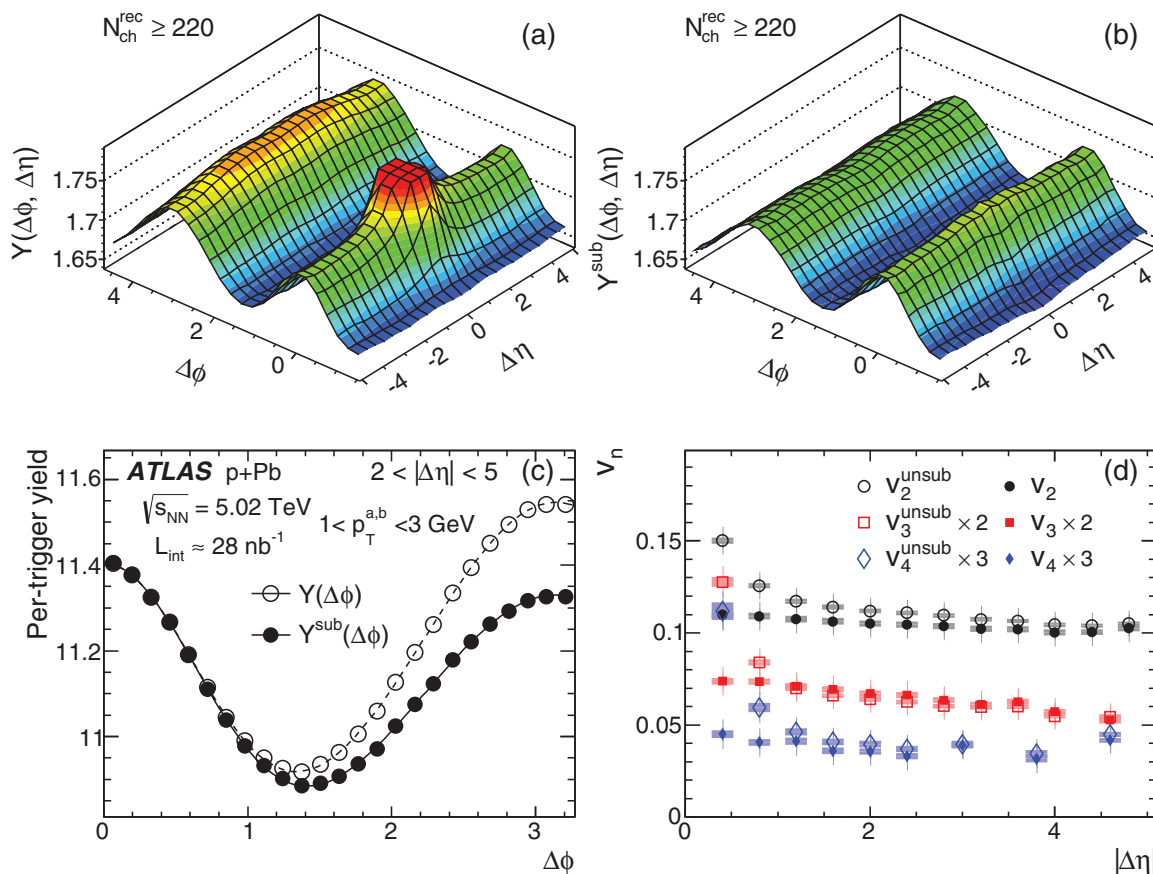 N_ch^rec ≥ 220
(a)
Y(Δϕ, Δη)
1.75
1.7
1.65
4
2
0
Δϕ
-4
-2
0
2
4
Δη
N_ch^rec ≥ 220
(b)
Y^sub(Δϕ, Δη)
1.75
1.7
1.65
4
2
0
Δϕ
-4
-2
0
2
4
Δη
Per-trigger yield
11.6
11.4
11.2
11
ATLAS p+Pb
2 < |Δη| < 5
(c)
√s_NN = 5.02 TeV
1< p_T^a,b <3 GeV
L_int ≈ 28 nb^-1
Y(Δϕ)
Y^sub(Δϕ)
0
1
2
3
Δϕ
v_n
(d)
v_2^unsub
v_2
v_3^unsub × 2
v_3 × 2
v_4^unsub × 3
v_4 × 3
0.15
0.1
0.05
0
0
2
4
|Δη|